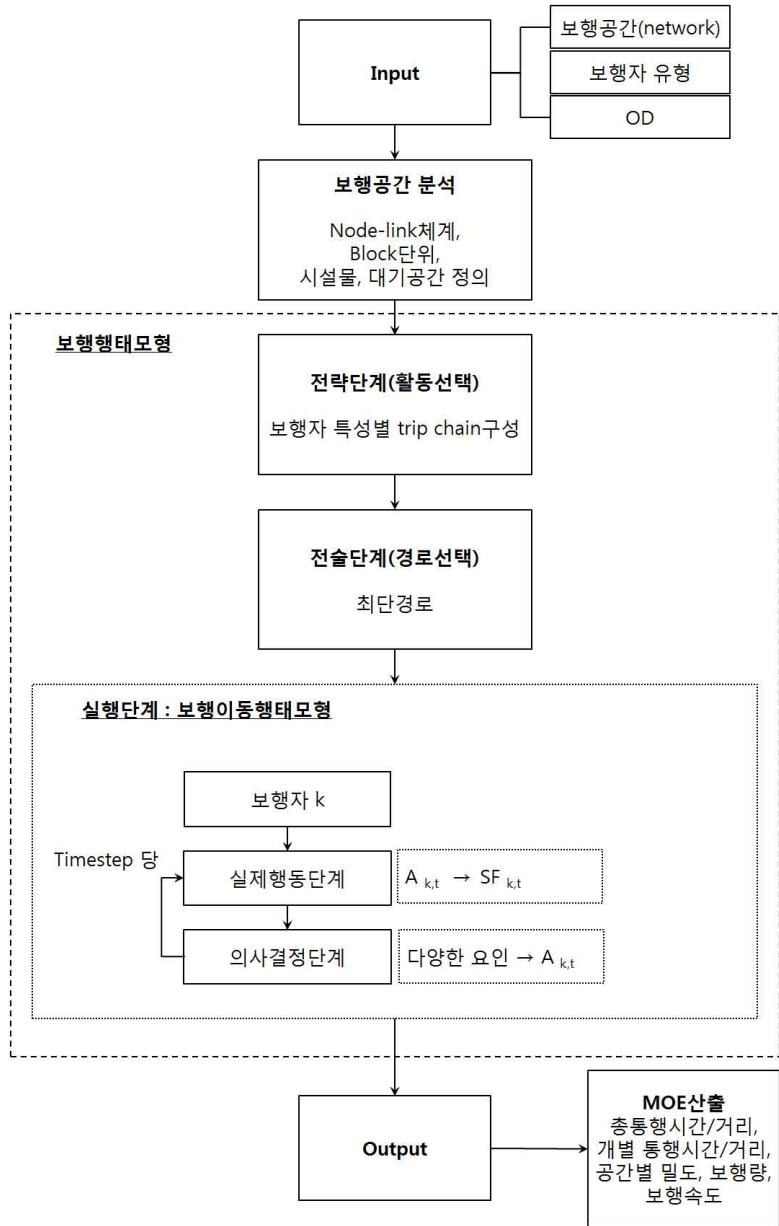 Input
보행공간(network)
보행자 유형
OD
보행공간 분석
Node-link체계,
Block단위,
시설물, 대기공간 정의
보행행태모형
전략단계(활동선택)
보행자 특성별 trip chain구성
전술단계(경로선택)
최단경로
실행단계 : 보행이동행태모형
보행자 k
Timestep 당
실제행동단계
A k,t → SF k,t
의사결정단계
다양한 요인 → A k,t
Output
MOE산출
총통행시간/거리,
개별 통행시간/거리,
공간별 밀도, 보행량,
보행속도